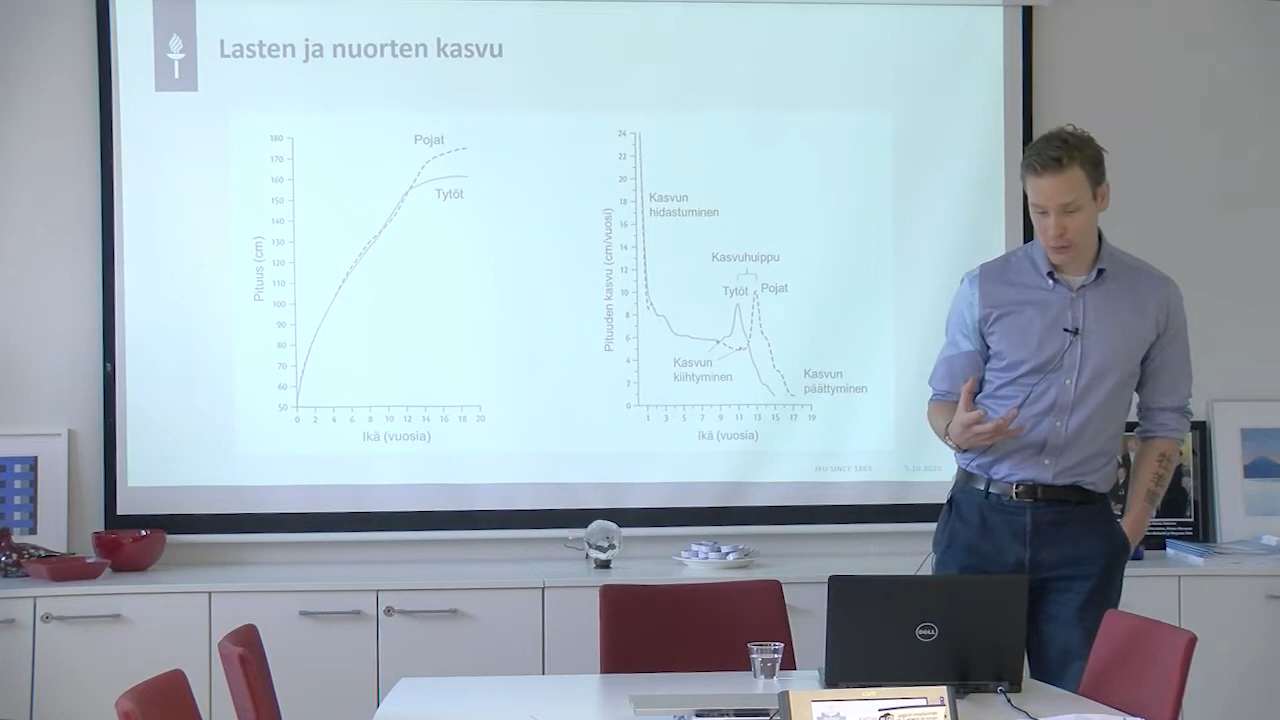 Lasten ja nuorten kasvu
Pojat
Tytöt
180
170
160
150
140
130
120
110
100
90
80
70
60
50
Pituus (cm)
0 2 4 6 8 10 12 14 16 18 20
Ikä (vuosia)
24
22
20
18
16
14
12
10
8
6
4
2
0
Pituuden kasvu (cm/vuosi)
Kasvun
hidastuminen
Kasvuhuippu
Tytöt
Pojat
Kasvun
kiihtyminen
Kasvun
päättyminen
1 3 5 7 9 11 13 15 17 19
Ikä (vuosia)
JYU SINCE 1863.
5.10.2020
DELL